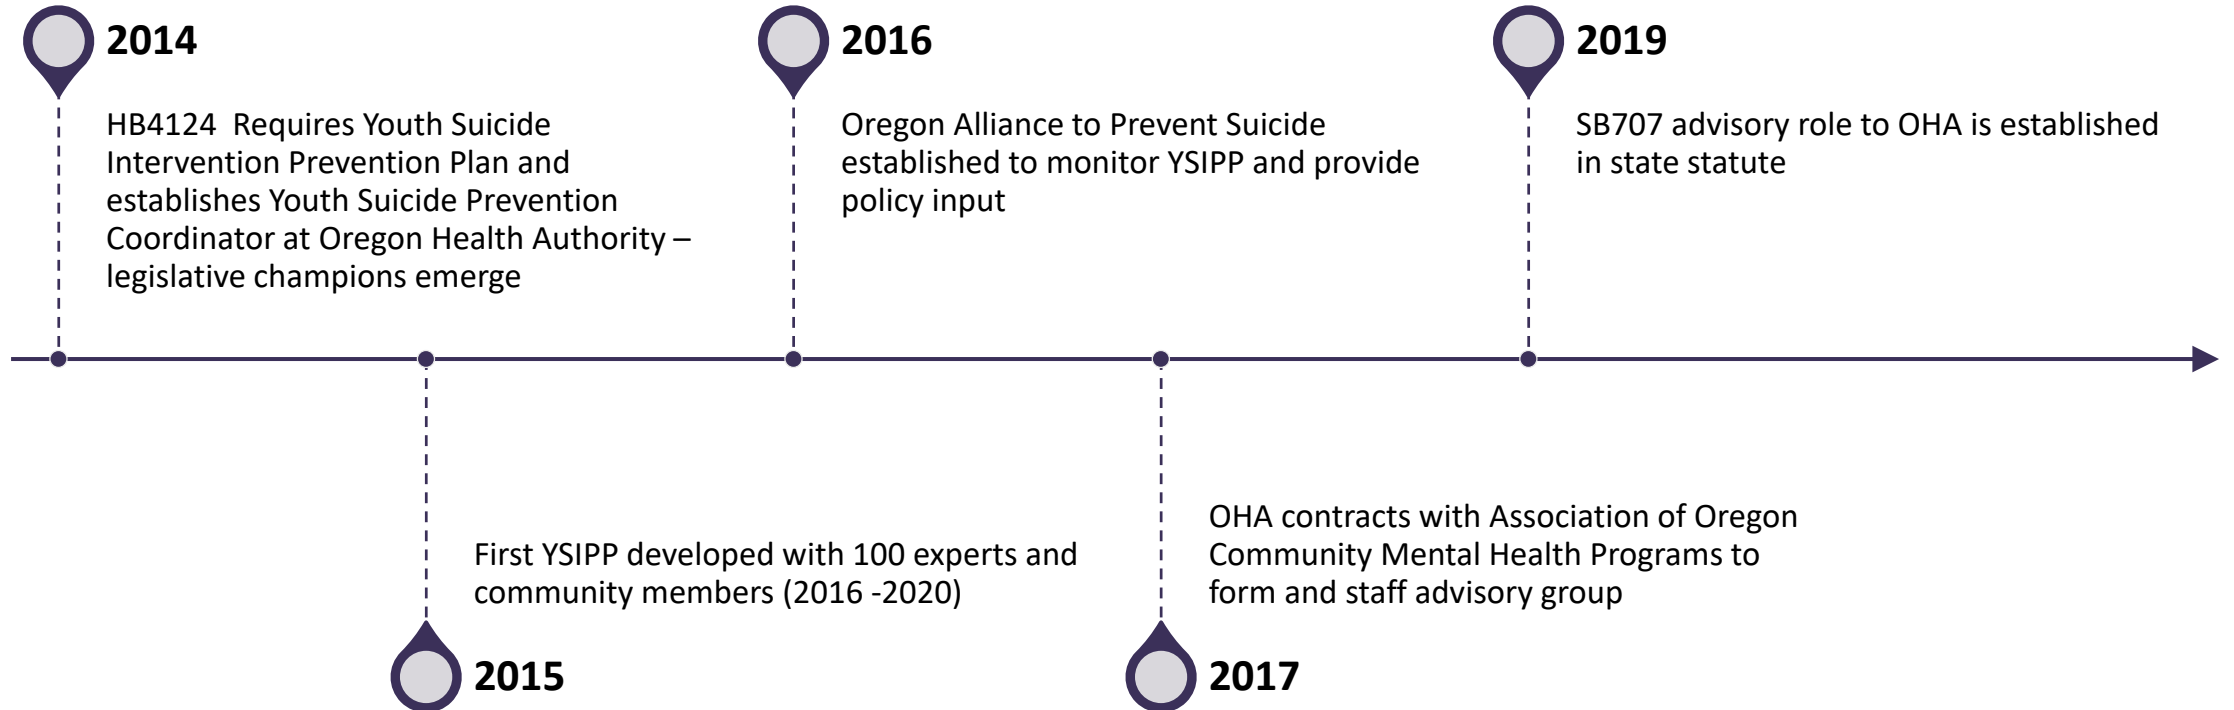 2014
HB4124  Requires Youth Suicide
Intervention Prevention Plan and
establishes Youth Suicide Prevention
Coordinator at Oregon Health Authority –
legislative champions emerge
First YSIPP developed with 100 experts and
community members (2016 -2020)
2015
2016
Oregon Alliance to Prevent Suicide
established to monitor YSIPP and provide
policy input
OHA contracts with Association of Oregon
Community Mental Health Programs to
form and staff advisory group
2017
2019
SB707 advisory role to OHA is established
in state statute